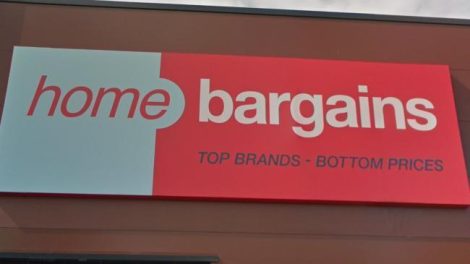 home bargains
TOP BRANDS - BOTTOM PRICES